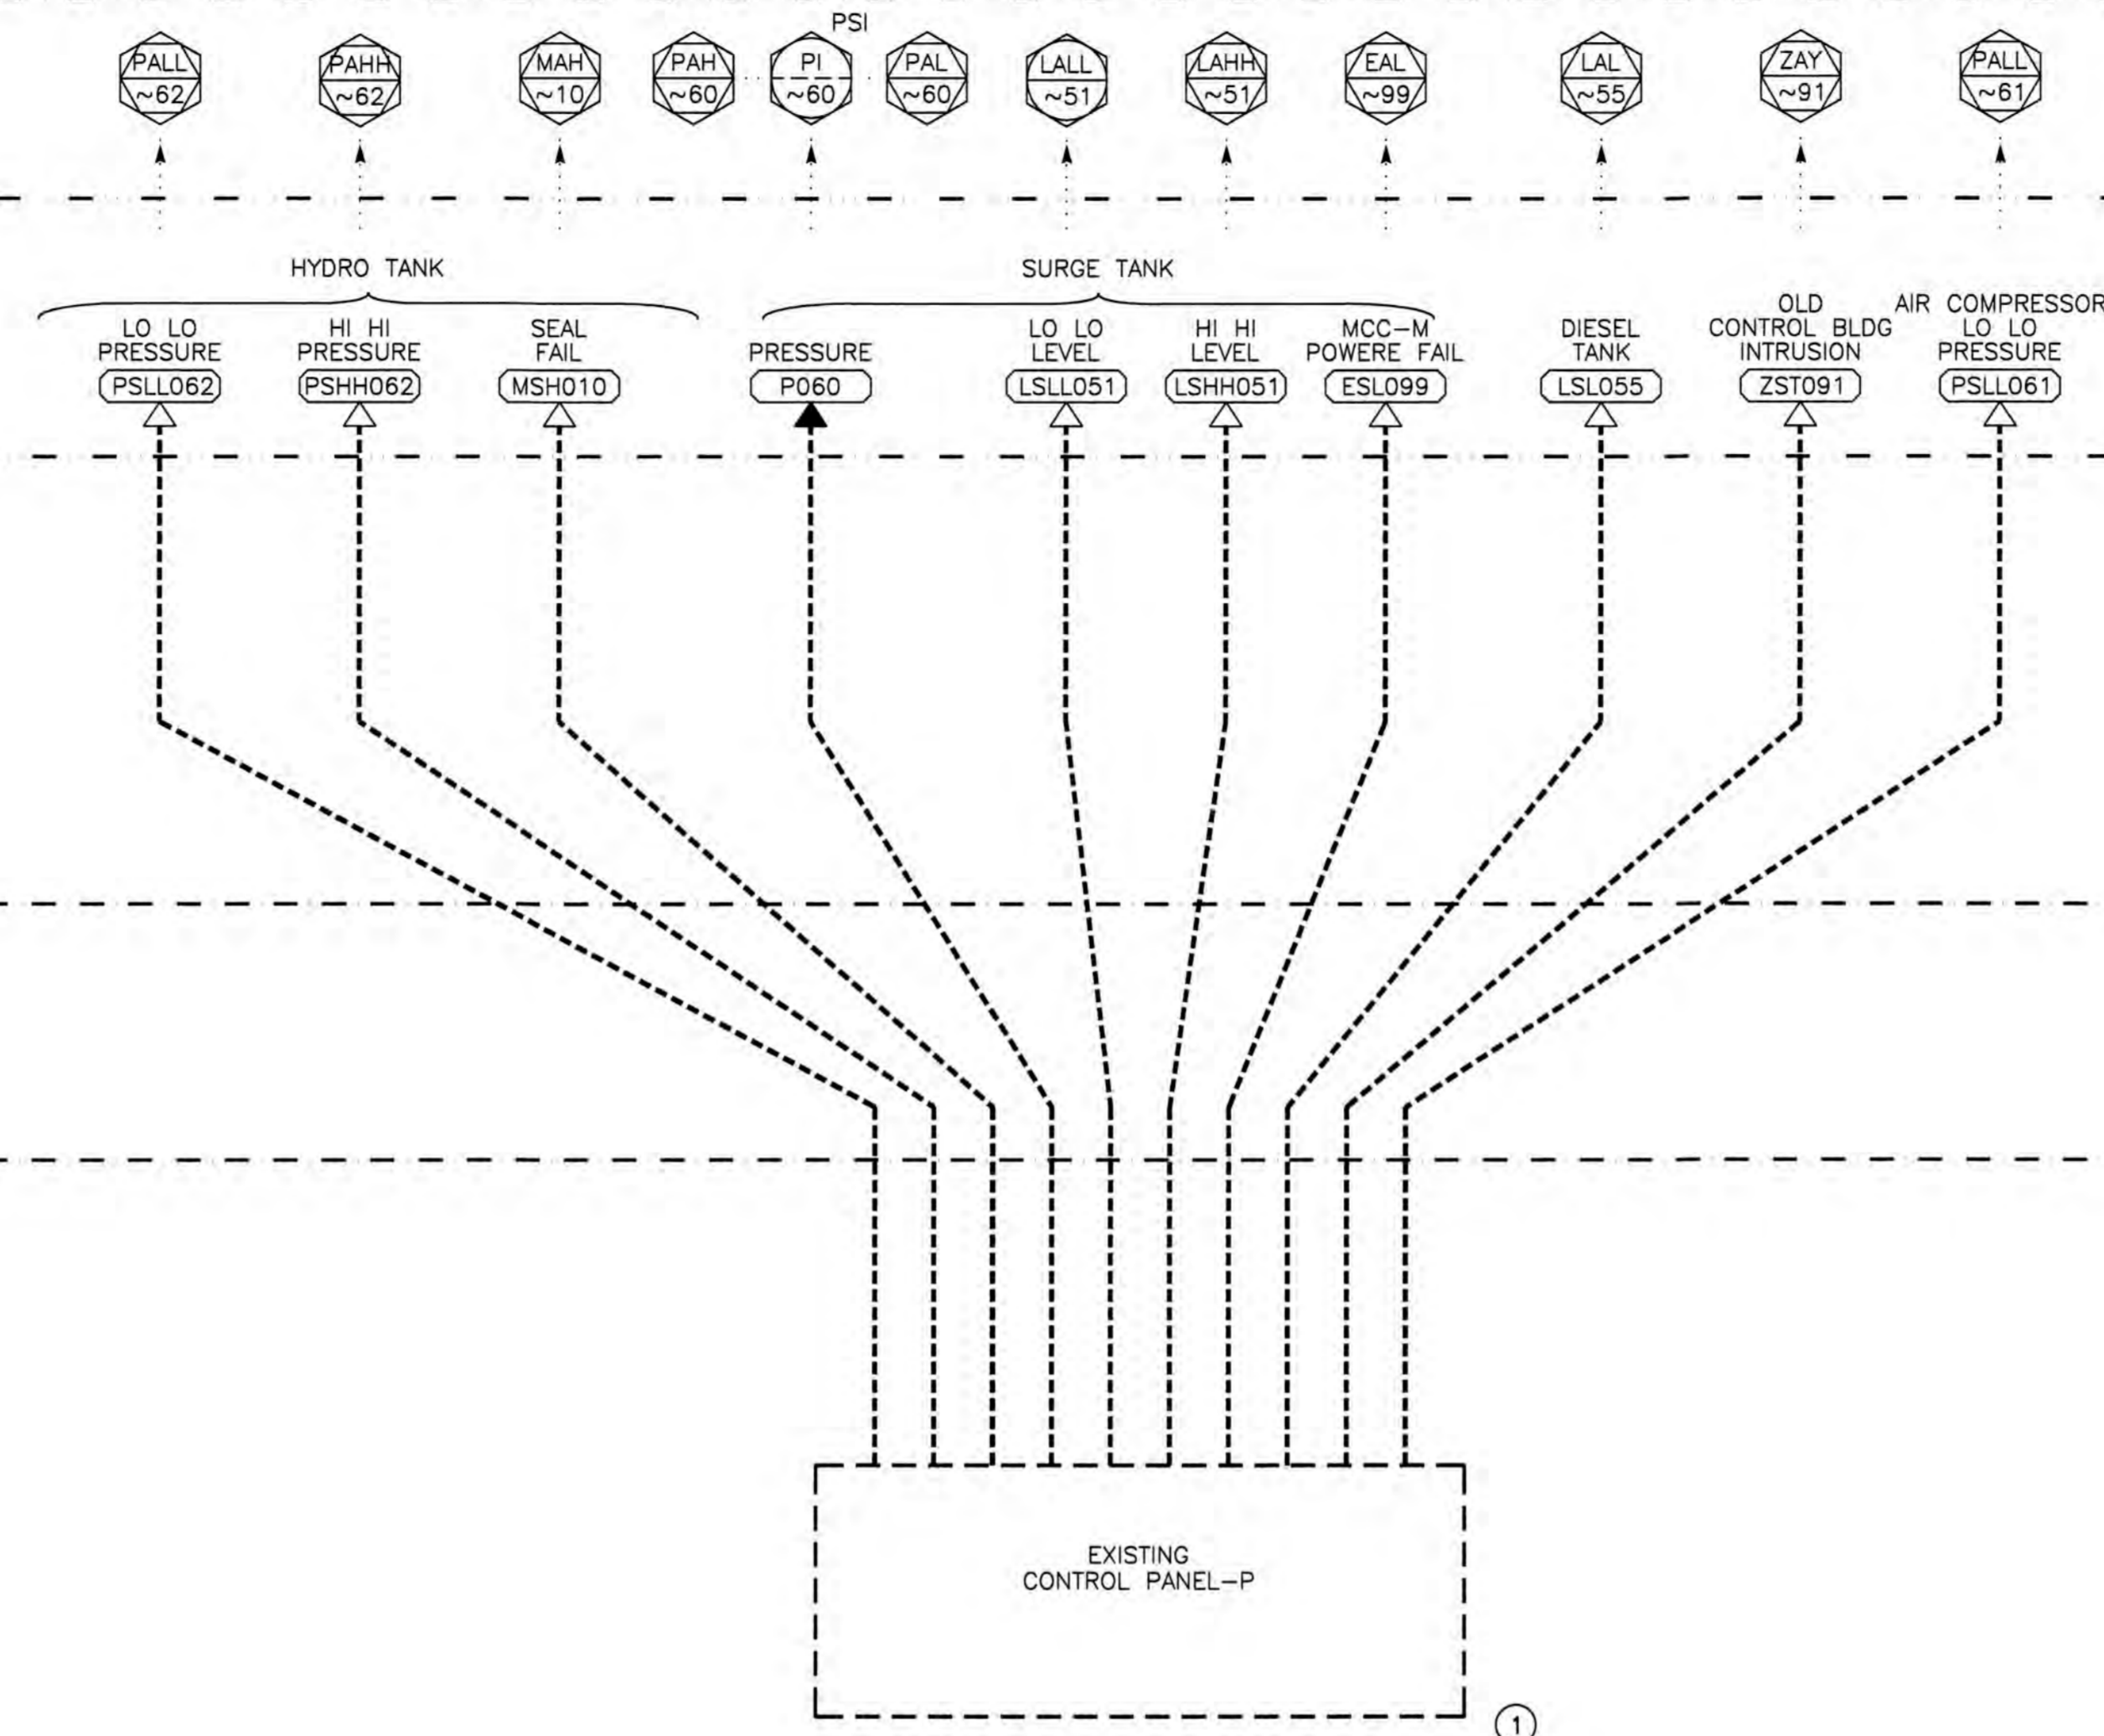 PSI
PALL
~62
PAHH
~62
MAH
~10
PAH
~60
PI
~60
PAL
~60
LALL
~51
LAHH
~51
EAL
~99
LAL
~55
ZAY
~91
PALL
~61
HYDRO TANK
SURGE TANK
LO LO
PRESSURE
PSLL062
HI HI
PRESSURE
PSHH062
SEAL
FAIL
MSH010
PRESSURE
P060
LO LO
LEVEL
LSLL051
HI HI
LEVEL
LSHH051
MCC-M
POWERE FAIL
ESL099
DIESEL
TANK
LSL055
OLD
CONTROL BLDG
INTRUSION
ZST091
AIR COMPRESSOR
LO LO
PRESSURE
PSLL061
EXISTING
CONTROL PANEL-P
1